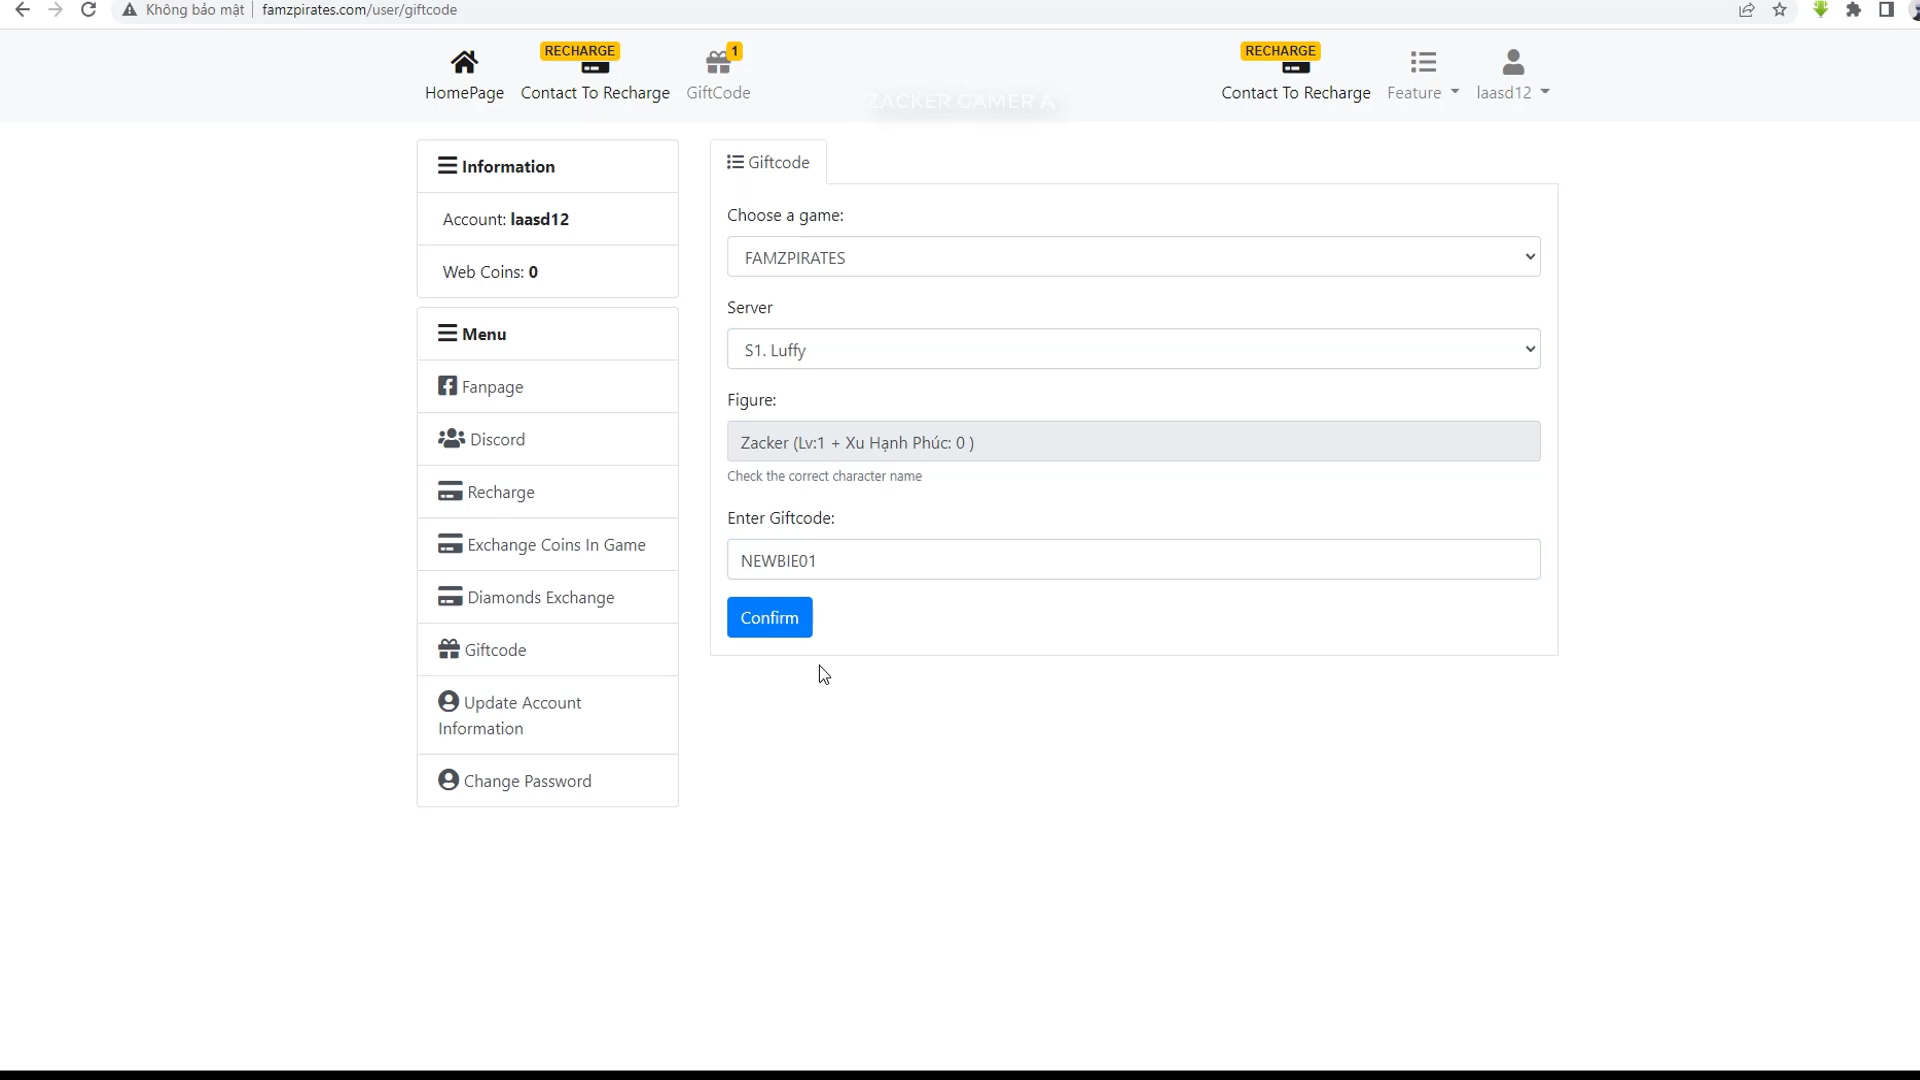 Không bảo mật famzpirates.com/user/giftcode
RECHARGE
1
RECHARGE
HomePage
Contact To Recharge
GiftCode
ZACKER GAMER A
Contact To Recharge
Feature
laasd12
Information
Account: laasd12
Web Coins: 0
Menu
Fanpage
Discord
Recharge
Exchange Coins In Game
Diamonds Exchange
Giftcode
Update Account
Information
Change Password
Giftcode
Choose a game:
FAMZPIRATES
Server
S1. Luffy
Figure:
Zacker (Lv:1 + Xu Hạnh Phúc: 0 )
Check the correct character name
Enter Giftcode:
NEWBIE01
Confirm